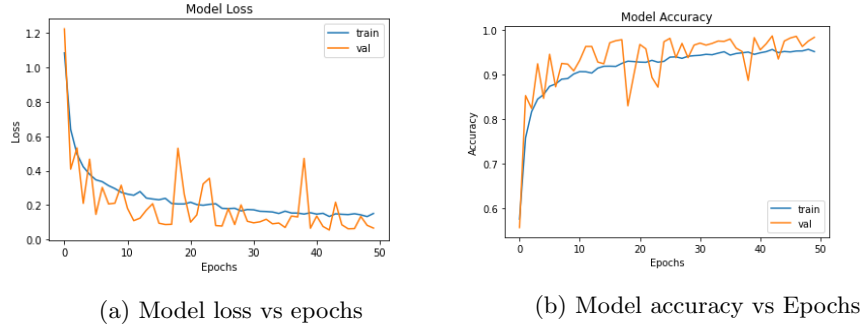 Model Loss
train
val
1.2
1.0
0.8
0.6
0.4
0.2
0.0
Loss
0 10 20 30 40 50
Epochs
(a) Model loss vs epochs
Model Accuracy
1.0
0.9
0.8
0.7
0.6
Accuracy
train
val
0 10 20 30 40 50
Epochs
(b) Model accuracy vs Epochs